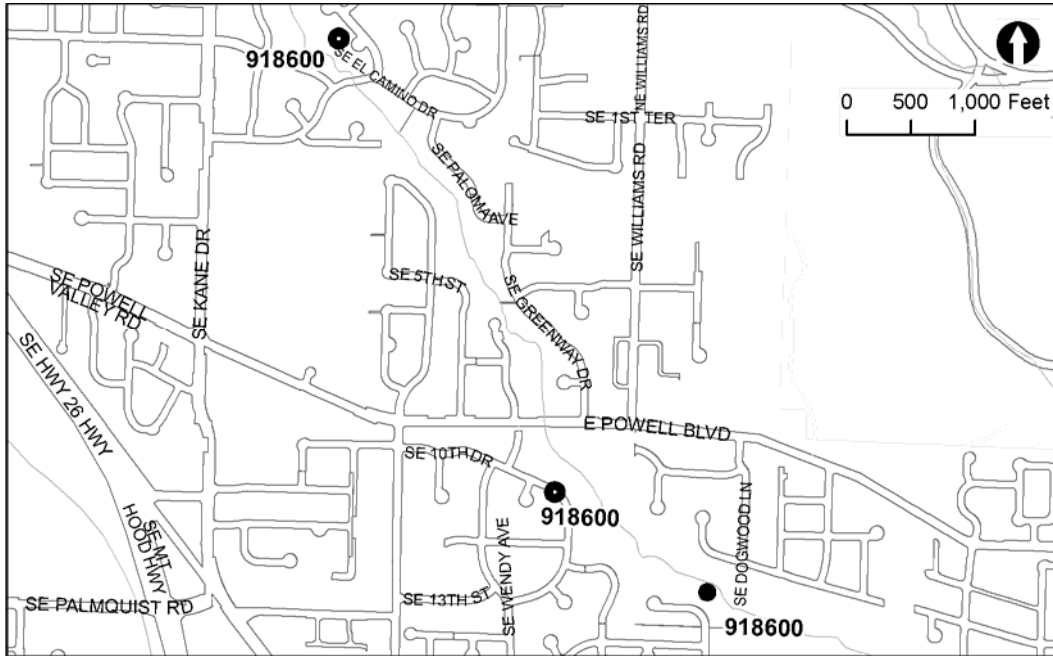 918600
SE EL CAMINO DR
NE WILLIAMS RD
0 500 1,000 Feet
SE 1ST TER
SE PALOMA AVE
SE WILLIAMS RD
SE KANE DR
SE 5TH ST
SE POWELL
VALLEY RD
SE GREENWAY DR
SE HWY 26 HWY
E POWELL BLVD
SE 10TH DR
918600
SE DOGWOOD LN
SE MT
HOOD HWY
SE WENDY AVE
SE 13TH ST
SE PALMQUIST RD
918600